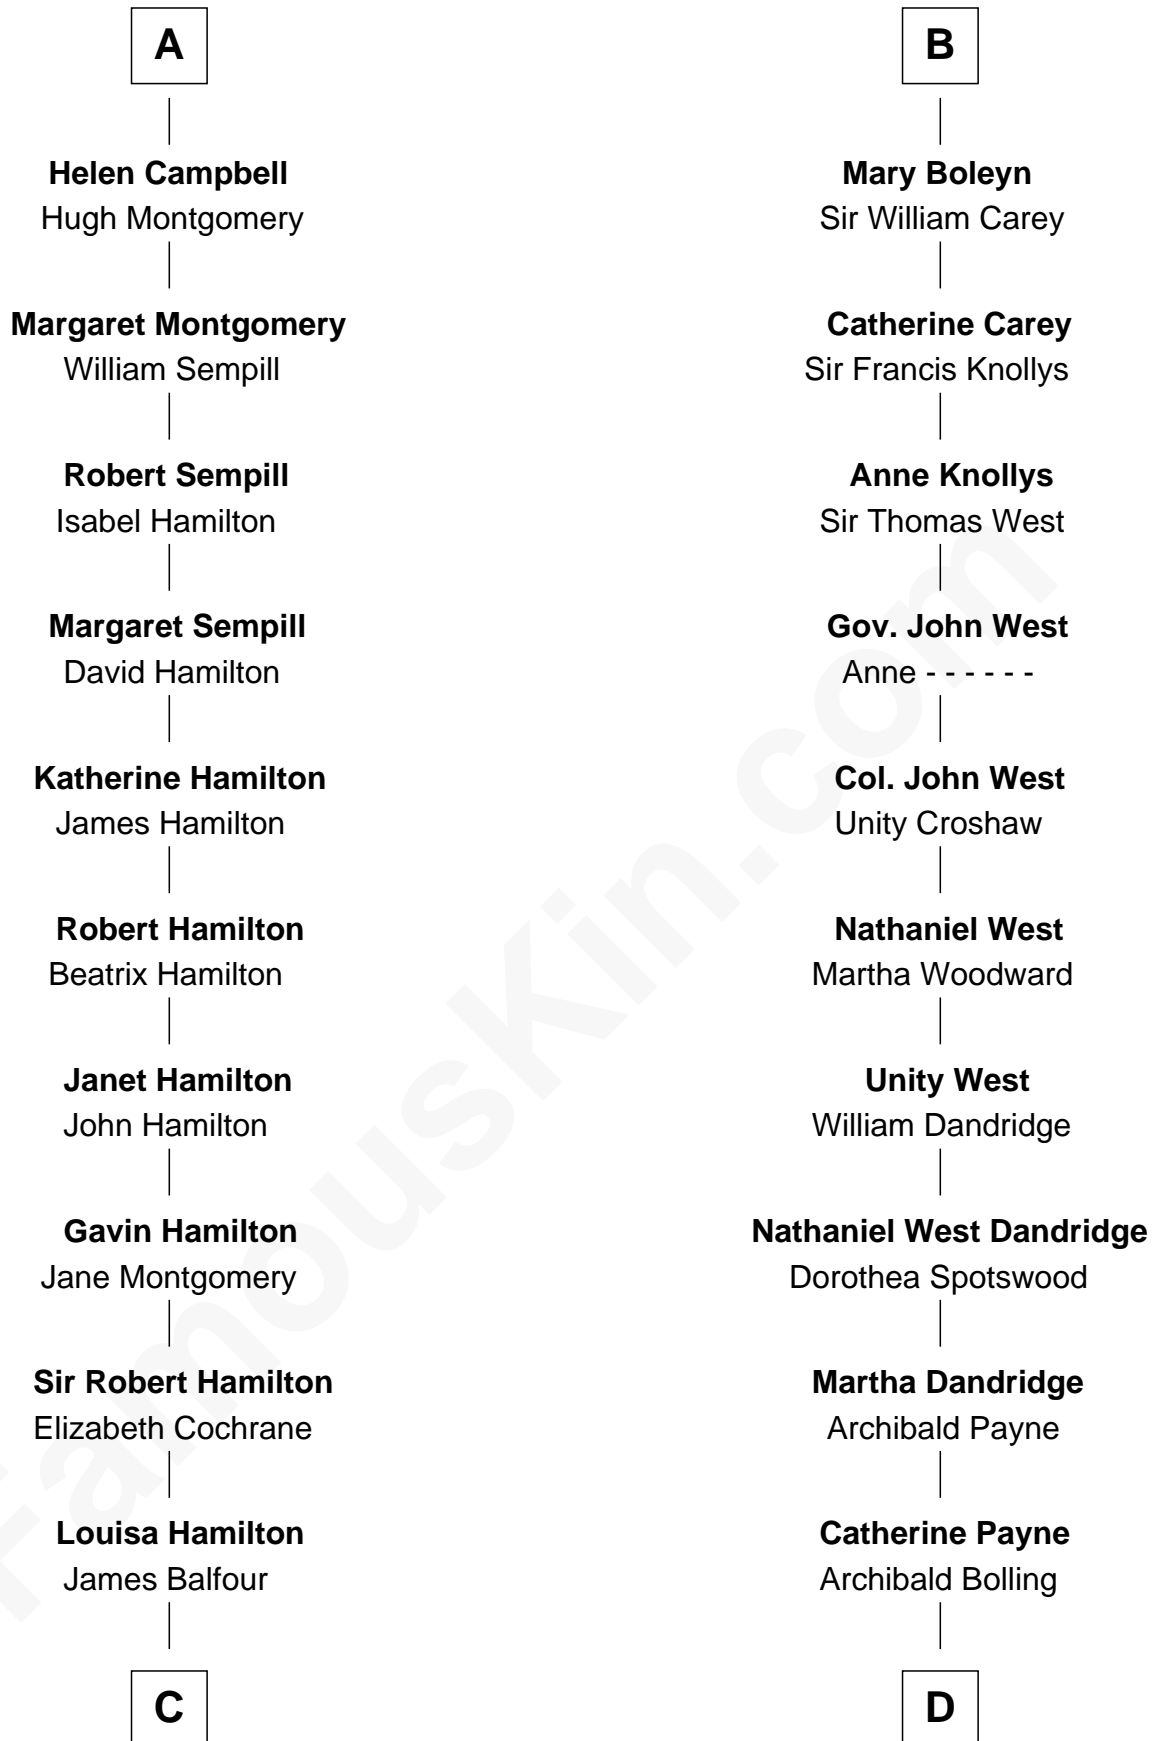 A
Helen Campbell
Hugh Montgomery
Margaret Montgomery
William Sempill
Robert Sempill
Isabel Hamilton
Margaret Sempill
David Hamilton
Katherine Hamilton
James Hamilton
Robert Hamilton
Beatrix Hamilton
Janet Hamilton
John Hamilton
Gavin Hamilton
Jane Montgomery
Sir Robert Hamilton
Elizabeth Cochrane
Louisa Hamilton
James Balfour
C
B
Mary Boleyn
Sir William Carey
Catherine Carey
Sir Francis Knollys
Anne Knollys
Sir Thomas West
Gov. John West
Anne - - - - - -
Col. John West
Unity Croshaw
Nathaniel West
Martha Woodward
Unity West
William Dandridge
Nathaniel West Dandridge
Dorothea Spotswood
Martha Dandridge
Archibald Payne
Catherine Payne
Archibald Bolling
D
FamousKin.com